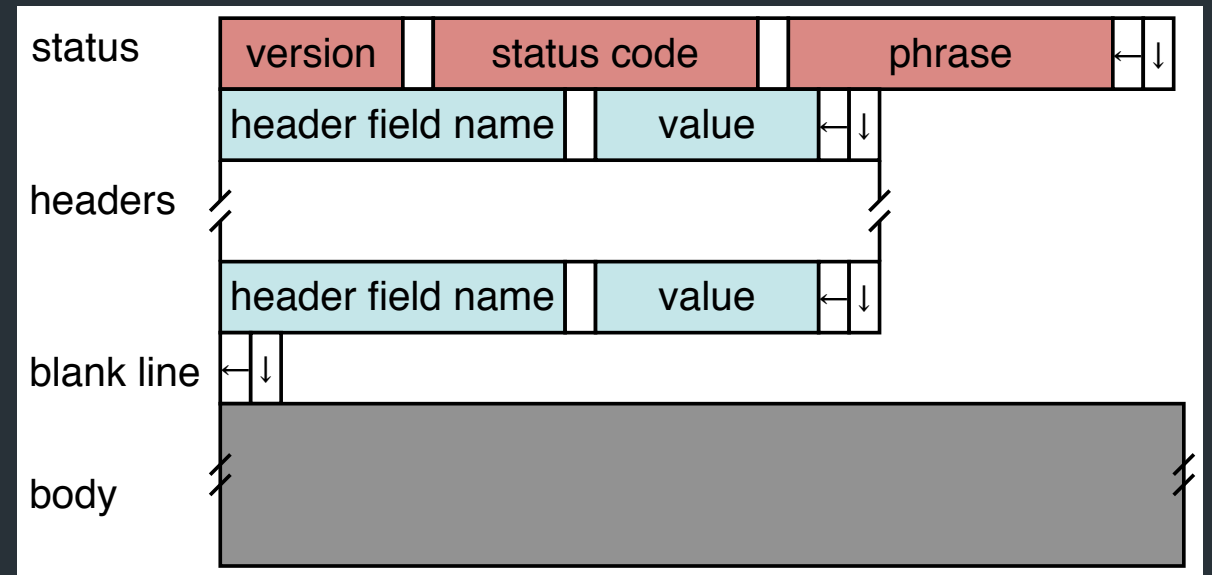 status version status code phrase ← ↓
header field name value ← ↓
headers
header field name value ← ↓
blank line ← ↓
body